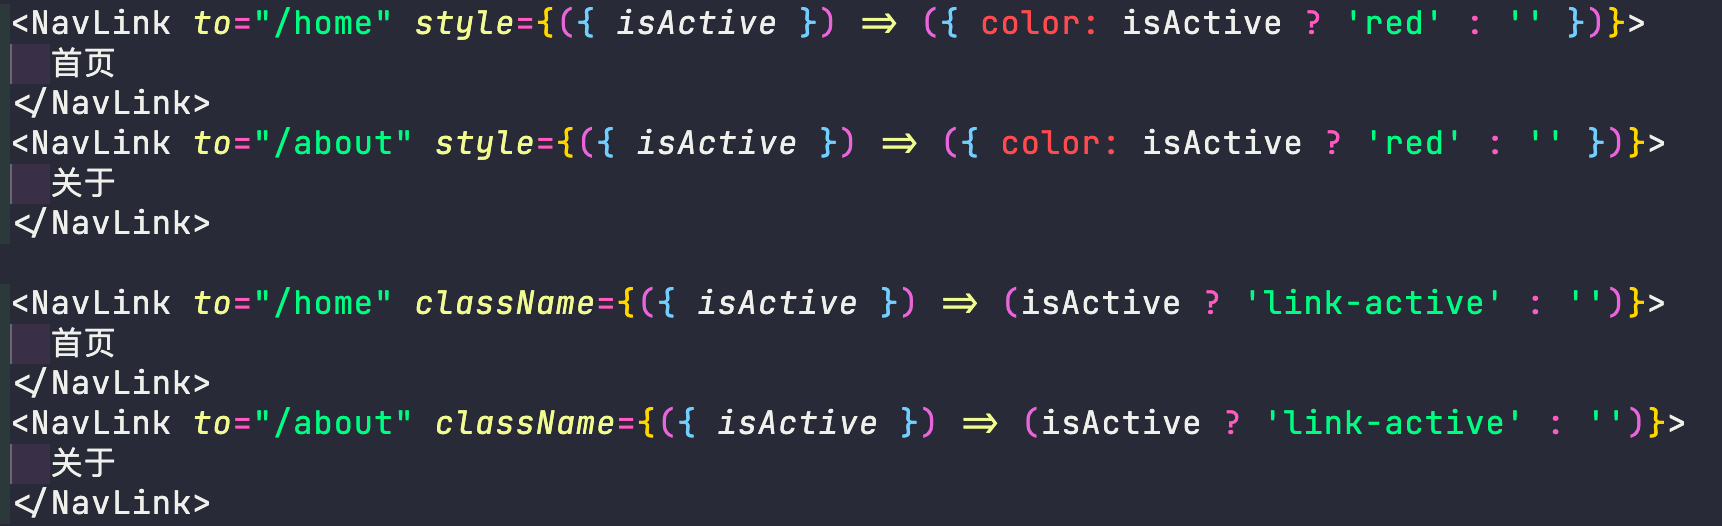 <NavLink to="/home" style={({ isActive }) => ({ color: isActive ? 'red' : '' })}>
首页
</NavLink>
<NavLink to="/about" style={({ isActive }) => ({ color: isActive ? 'red' : '' })}>
关于
</NavLink>
<NavLink to="/home" className={({ isActive }) => (isActive ? 'link-active' : '')}>
首页
</NavLink>
<NavLink to="/about" className={({ isActive }) => (isActive ? 'link-active' : '')}>
关于
</NavLink>